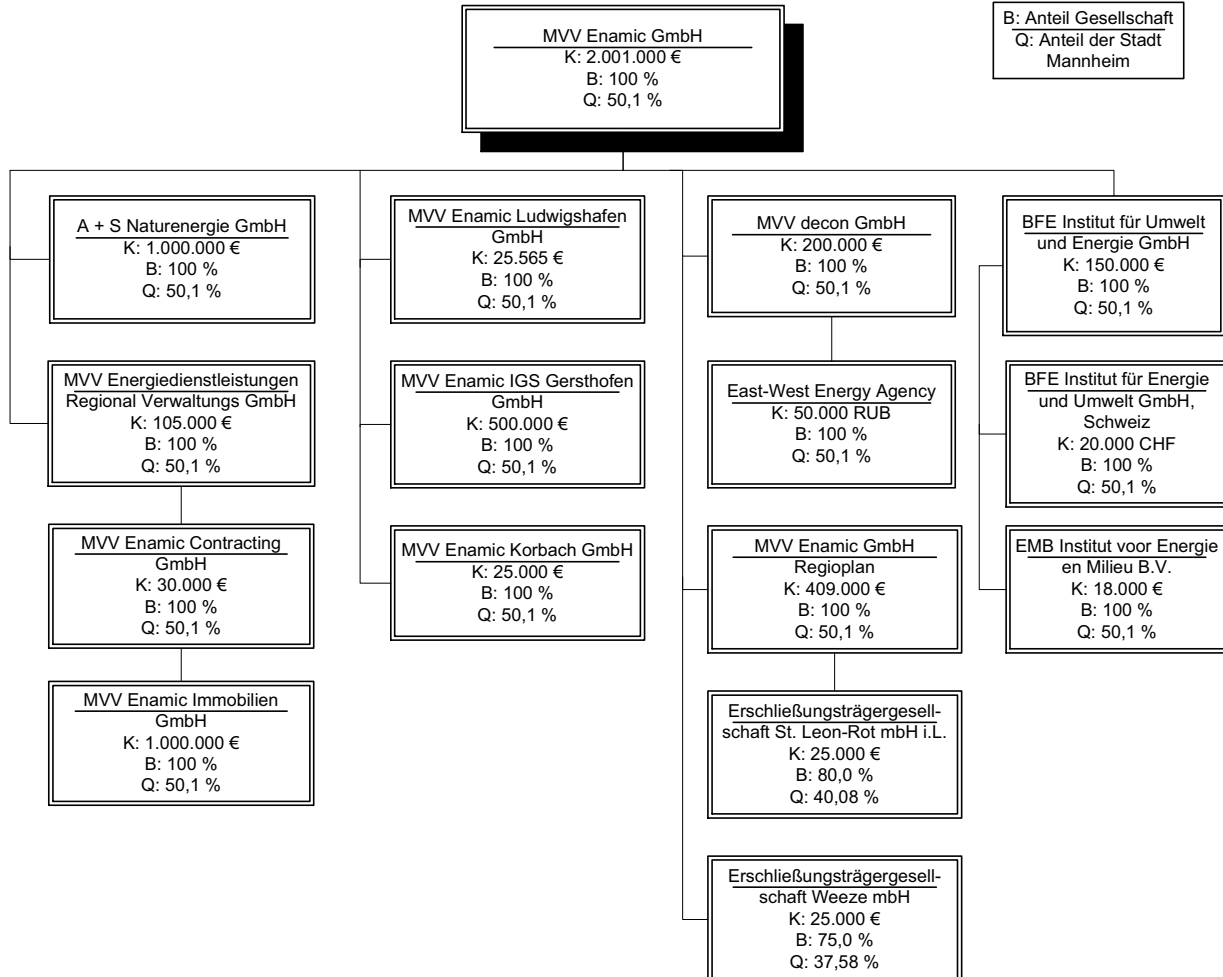 MVV Enamic GmbH
K: 2.001.000 €
B: 100 %
Q: 50,1 %
B: Anteil Gesellschaft
Q: Anteil der Stadt
Mannheim
A + S Naturenergie GmbH
K: 1.000.000 €
B: 100 %
Q: 50,1 %
MVV Energiedienstleistungen
Regional Verwaltungs GmbH
K: 105.000 €
B: 100 %
Q: 50,1 %
MVV Enamic Contracting
GmbH
K: 30.000 €
B: 100 %
Q: 50,1 %
MVV Enamic Immobilien
GmbH
K: 1.000.000 €
B: 100 %
Q: 50,1 %
MVV Enamic Ludwigshafen
GmbH
K: 25.565 €
B: 100 %
Q: 50,1 %
MVV Enamic IGS Gersthofen
GmbH
K: 500.000 €
B: 100 %
Q: 50,1 %
MVV Enamic Korbach GmbH
K: 25.000 €
B: 100 %
Q: 50,1 %
MVV decon GmbH
K: 200.000 €
B: 100 %
Q: 50,1 %
East-West Energy Agency
K: 50.000 RUB
B: 100 %
Q: 50,1 %
MVV Enamic GmbH
Regioplan
K: 409.000 €
B: 100 %
Q: 50,1 %
Erschließungsträgergesell-
schaft St. Leon-Rot mbH i.L.
K: 25.000 €
B: 80,0 %
Q: 40,08 %
Erschließungsträgergesell-
schaft Weeze mbH
K: 25.000 €
B: 75,0 %
Q: 37,58 %
BFE Institut für Umwelt
und Energie GmbH
K: 150.000 €
B: 100 %
Q: 50,1 %
BFE Institut für Energie
und Umwelt GmbH,
Schweiz
K: 20.000 CHF
B: 100 %
Q: 50,1 %
EMB Institut voor Energie
en Milieu B.V.
K: 18.000 €
B: 100 %
Q: 50,1 %